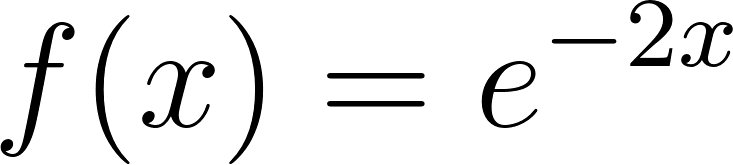 f(x) = e^{-2x}